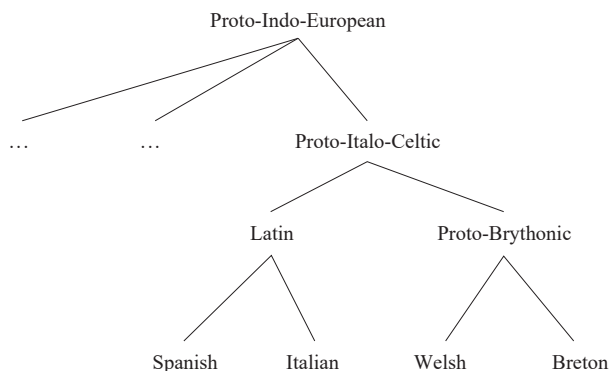 Proto-Indo-European
… … Proto-Italo-Celtic
Latin Proto-Brythonic
Spanish Italian Welsh Breton